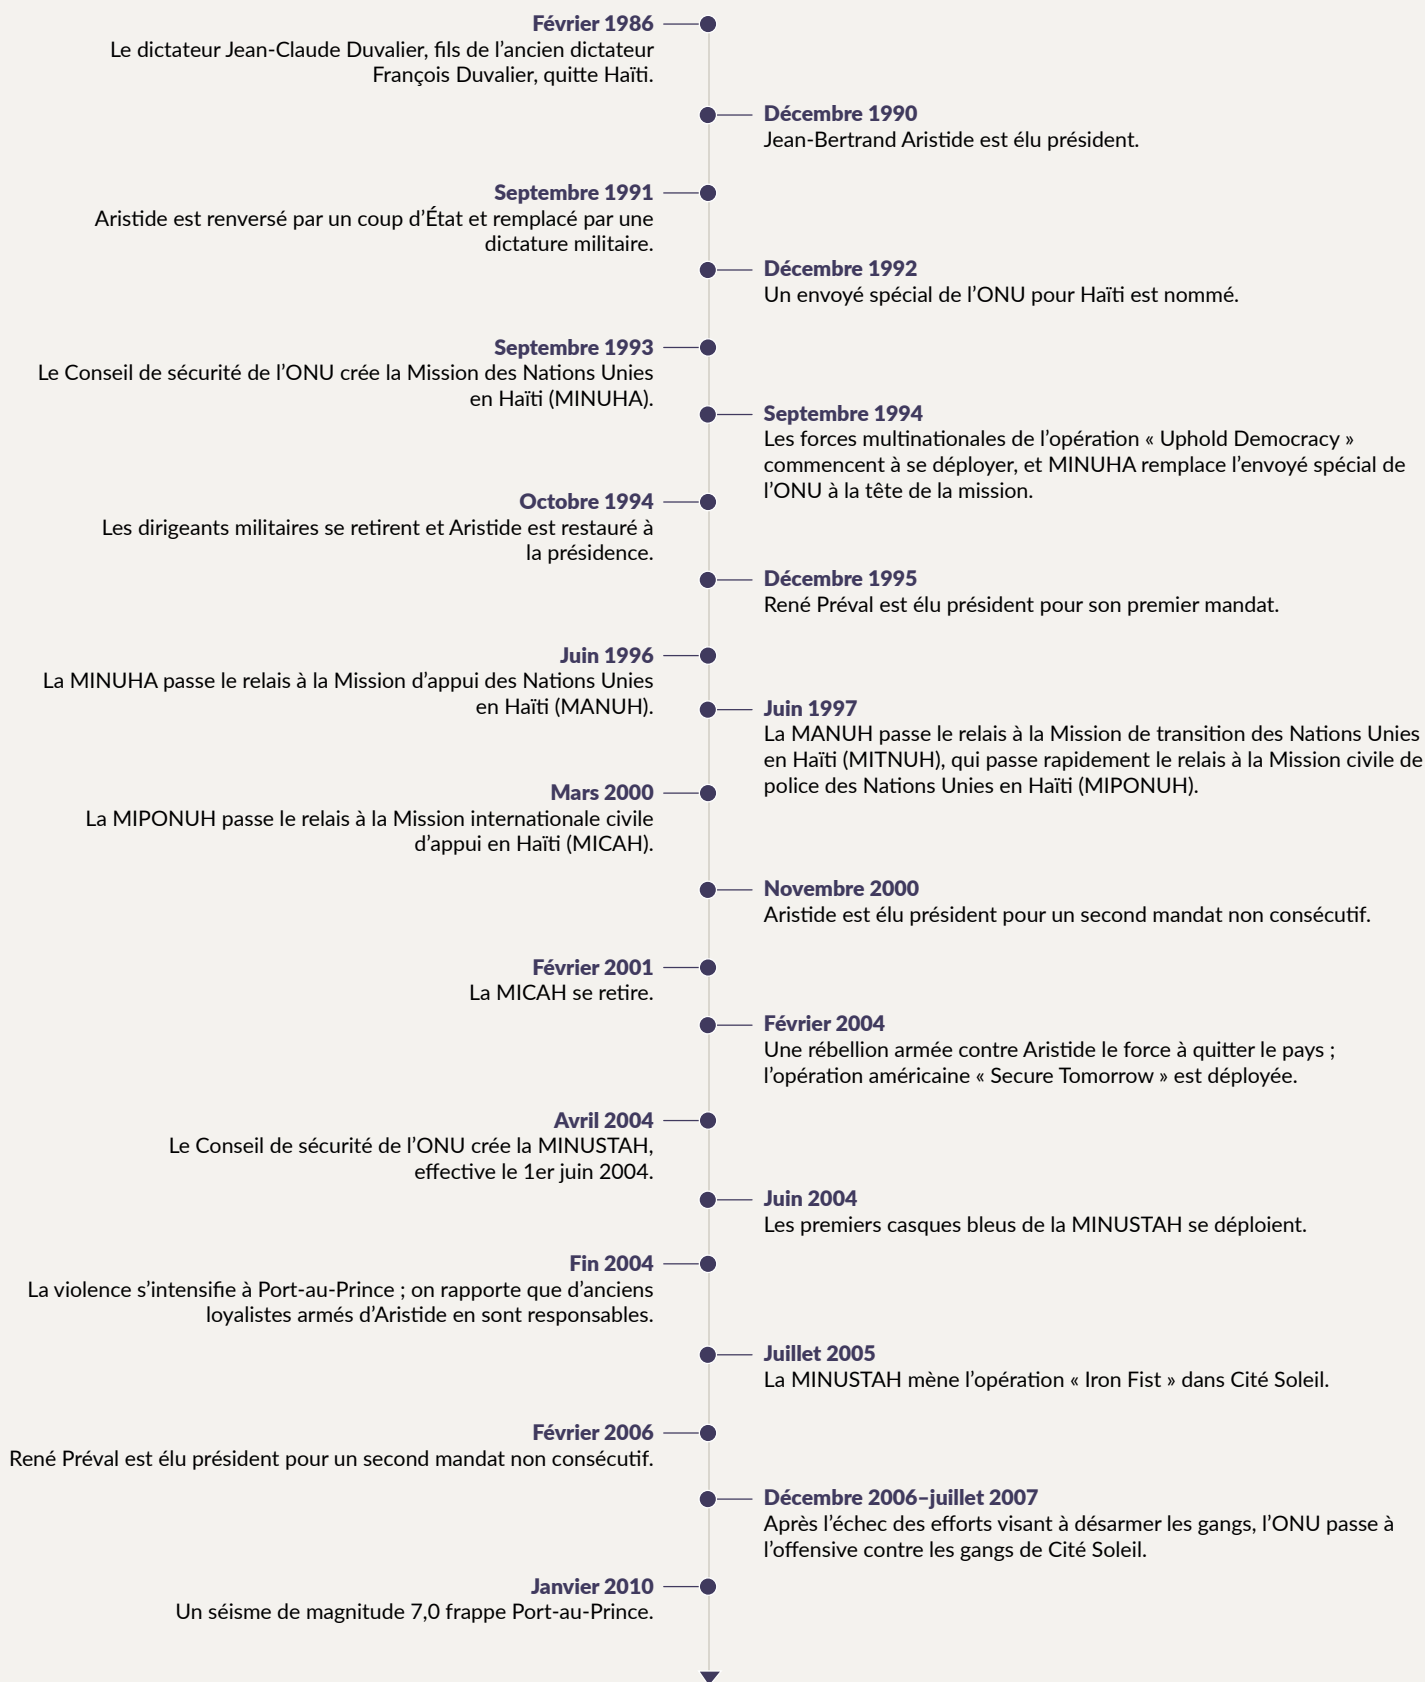 Février 1986
Le dictateur Jean-Claude Duvalier, fils de l’ancien dictateur
François Duvalier, quitte Haïti.
Décembre 1990
Jean-Bertrand Aristide est élu président.
Septembre 1991
Aristide est renversé par un coup d’État et remplacé par une
dictature militaire.
Décembre 1992
Un envoyé spécial de l’ONU pour Haïti est nommé.
Septembre 1993
Le Conseil de sécurité de l’ONU crée la Mission des Nations Unies
en Haïti (MINUHA).
Septembre 1994
Les forces multinationales de l’opération « Uphold Democracy »
commencent à se déployer, et MINUHA remplace l’envoyé spécial de
l’ONU à la tête de la mission.
Octobre 1994
Les dirigeants militaires se retirent et Aristide est restauré à
la présidence.
Décembre 1995
René Préval est élu président pour son premier mandat.
Juin 1996
La MINUHA passe le relais à la Mission d’appui des Nations Unies
en Haïti (MANUH).
Juin 1997
La MANUH passe le relais à la Mission de transition des Nations Unies
en Haïti (MITNUH), qui passe rapidement le relais à la Mission civile de
police des Nations Unies en Haïti (MIPONUH).
Mars 2000
La MIPONUH passe le relais à la Mission internationale civile
d’appui en Haïti (MICAH).
Novembre 2000
Aristide est élu président pour un second mandat non consécutif.
Février 2001
La MICAH se retire.
Février 2004
Une rébellion armée contre Aristide le force à quitter le pays ;
l’opération américaine « Secure Tomorrow » est déployée.
Avril 2004
Le Conseil de sécurité de l’ONU crée la MINUSTAH,
effective le 1er juin 2004.
Juin 2004
Les premiers casques bleus de la MINUSTAH se déploient.
Fin 2004
La violence s’intensifie à Port-au-Prince ; on rapporte que d’anciens
loyalistes armés d’Aristide en sont responsables.
Juillet 2005
La MINUSTAH mène l’opération « Iron Fist » dans Cité Soleil.
Février 2006
René Préval est élu président pour un second mandat non consécutif.
Décembre 2006–juillet 2007
Après l’échec des efforts visant à désarmer les gangs, l’ONU passe à
l’offensive contre les gangs de Cité Soleil.
Janvier 2010
Un séisme de magnitude 7,0 frappe Port-au-Prince.